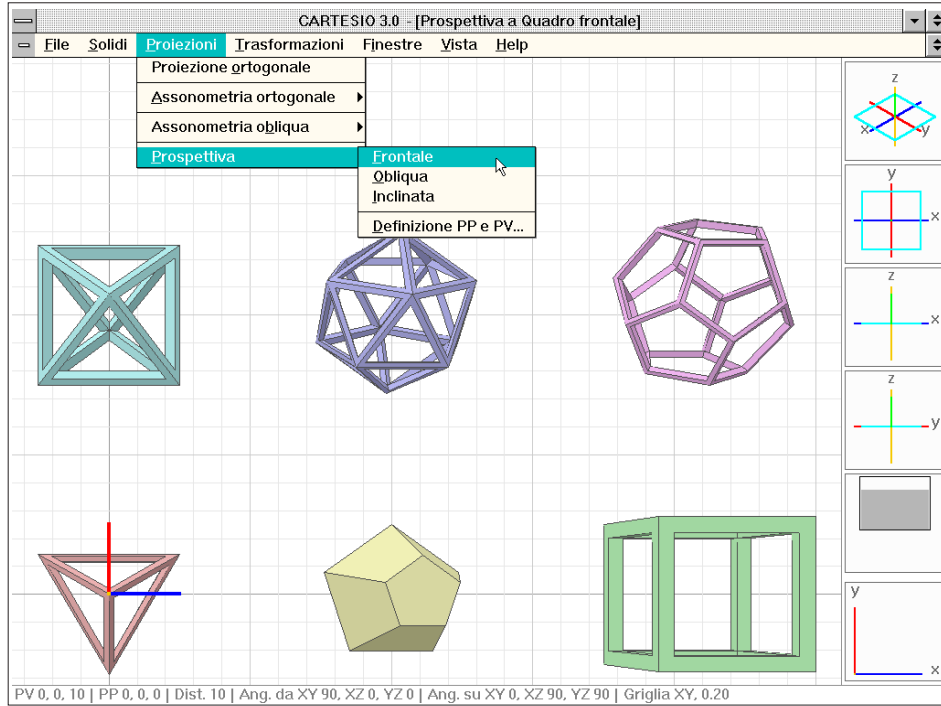 CARTESIO 3.0 - [Prospettiva a Quadro frontale]
File Solidi Proiezioni Trasformazioni Finestre Vista Help
Proiezione ortogonale
Assonometria ortogonale
Assonometria obliqua
Prospettiva
Frontale
Obliqua
Inclinata
Definizione PP e PV...
z
x y
y
x
z
x
z
y
y
x
PV 0, 0, 10 | PP 0, 0, 0 | Dist. 10 | Ang. da XY 90, XZ 0, YZ 0 | Ang. su XY 0, XZ 90, YZ 90 | Griglia XY, 0.20